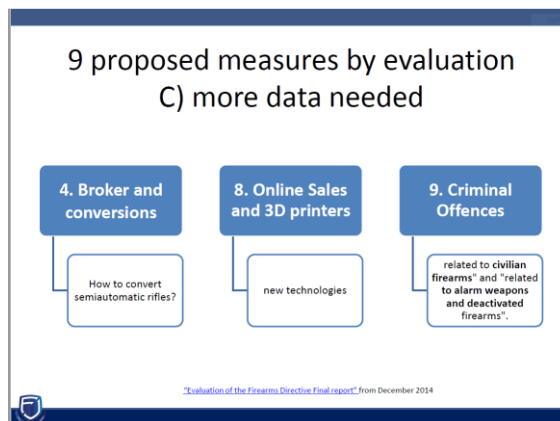 9 proposed measures by evaluation
C) more data needed
4. Broker and
conversions
How to convert
semiautomatic rifles?
8. Online Sales
and 3D printers
new technologies
9. Criminal
Offences
related to civilian
firearms" and "related
to alarm weapons
and deactivated
firearms".
"Evaluation of the Firearms Directive Final report" from December 2014